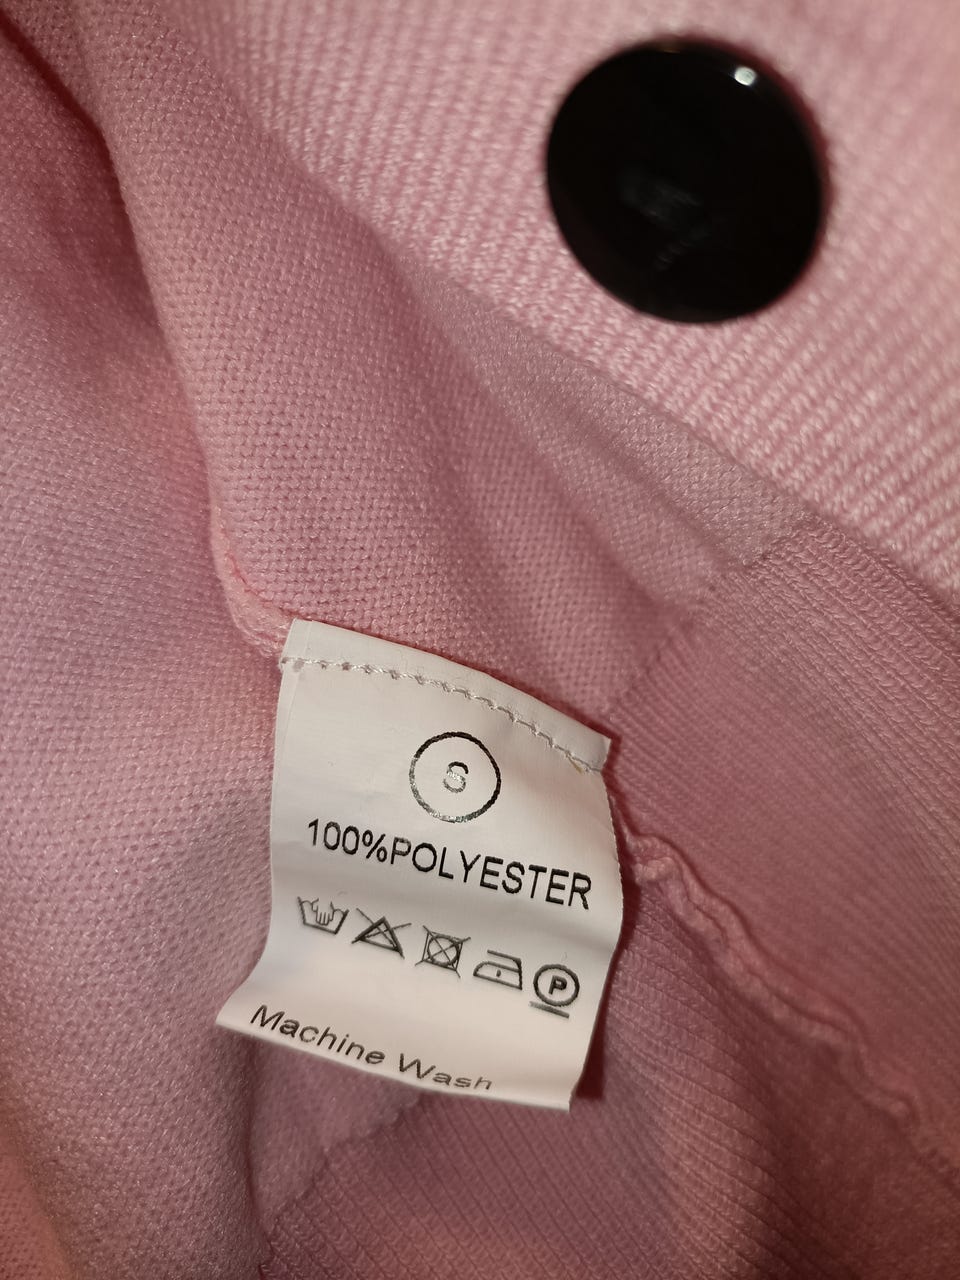 S
100%POLYESTER
P
Machine Wash